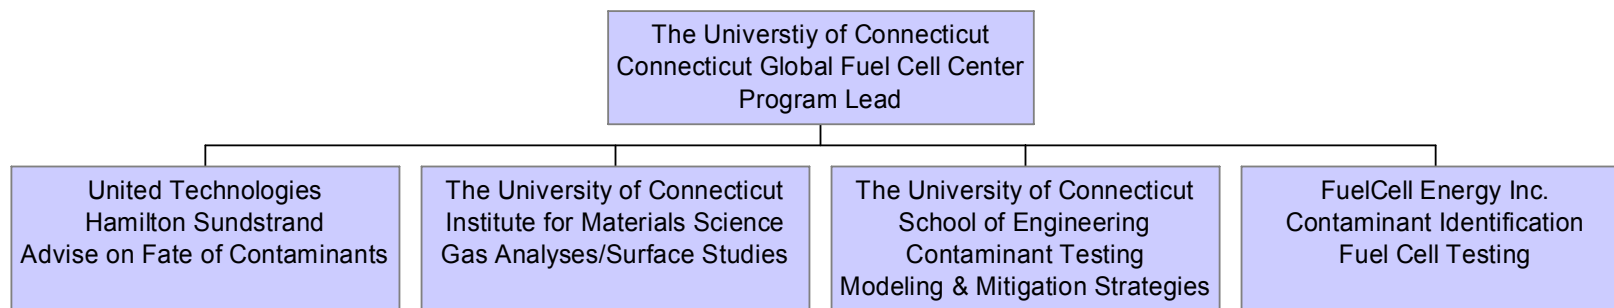 The Universtiy of Connecticut
Connecticut Global Fuel Cell Center
Program Lead
United Technologies
Hamilton Sundstrand
Advise on Fate of Contaminants
The University of Connecticut
Institute for Materials Science
Gas Analyses/Surface Studies
The University of Connecticut
School of Engineering
Contaminant Testing
Modeling & Mitigation Strategies
FuelCell Energy Inc.
Contaminant Identification
Fuel Cell Testing